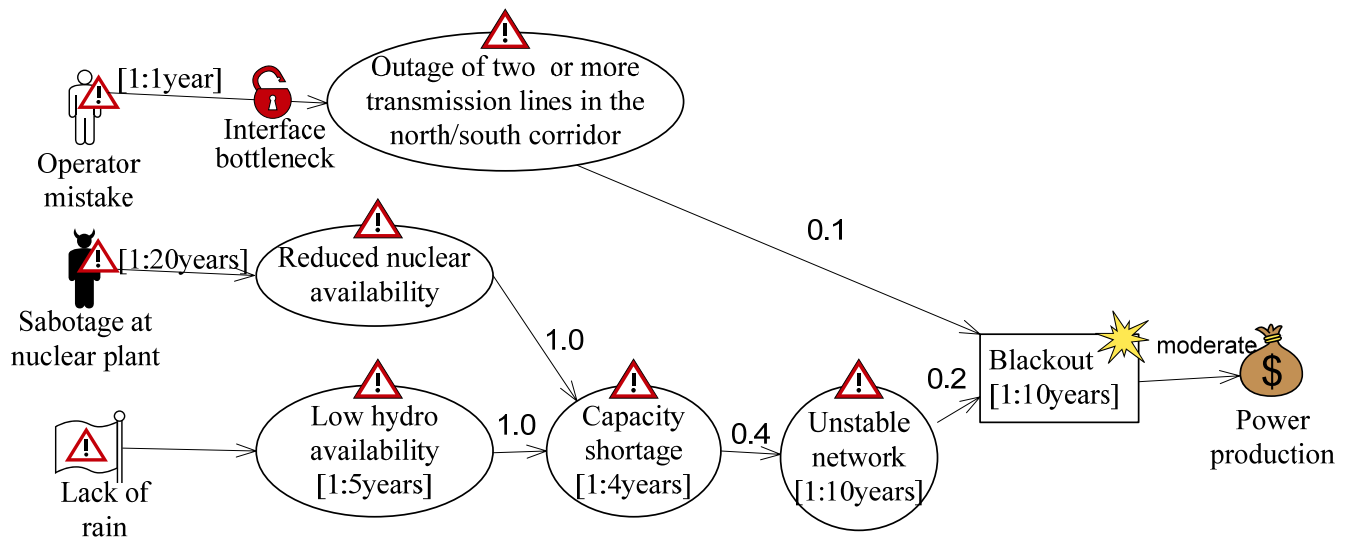 [1:1year]
Operator
mistake
Interface
bottleneck
Outage of two or more
transmission lines in the
north/south corridor
0.1
[1:20years]
Sabotage at
nuclear plant
Reduced nuclear
availability
1.0
Lack of
rain
Low hydro
availability
[1:5years]
1.0
Capacity
shortage
[1:4years]
0.4
Unstable
network
[1:10years]
0.2
Blackout
[1:10years]
moderate
$
Power
production